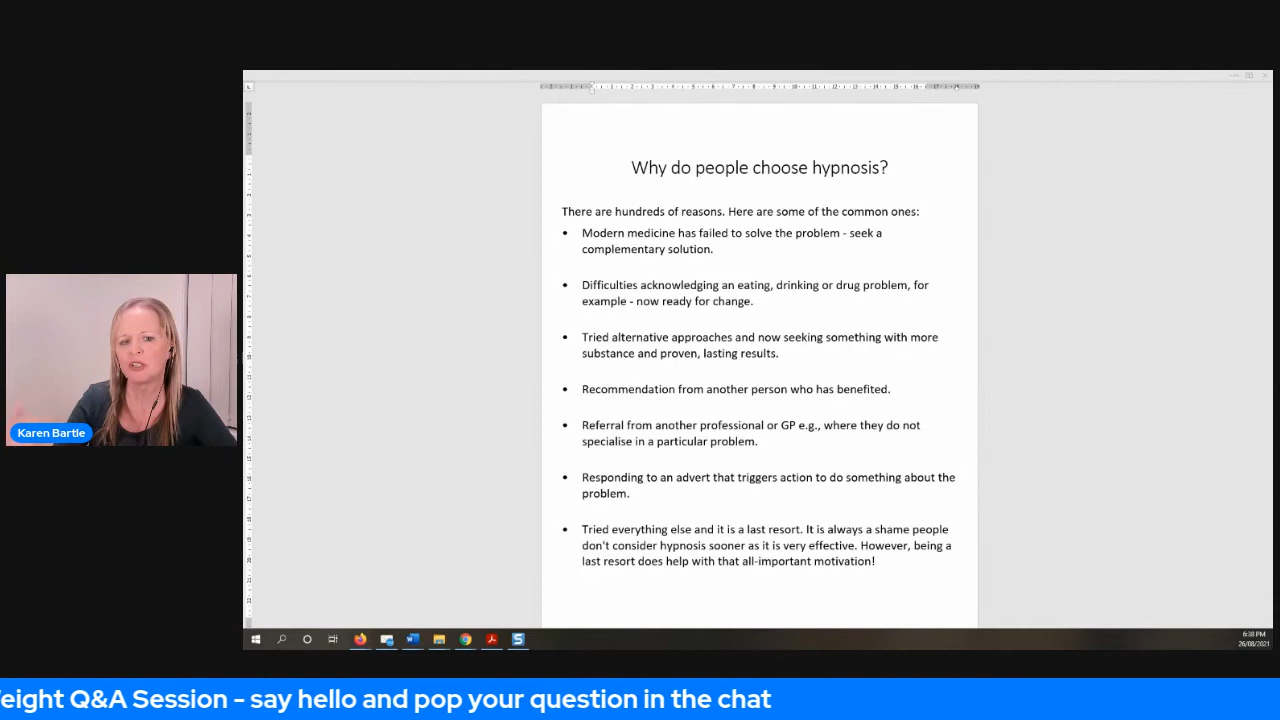 Why do people choose hypnosis?
There are hundreds of reasons. Here are some of the common ones:
• Modern medicine has failed to solve the problem - seek a
complementary solution.
• Difficulties acknowledging an eating, drinking or drug problem, for
example - now ready for change.
• Tried alternative approaches and now seeking something with more
substance and proven, lasting results.
• Recommendation from another person who has benefited.
• Referral from another professional or GP e.g., where they do not
specialise in a particular problem.
• Responding to an advert that triggers action to do something about the
problem.
• Tried everything else and it is a last resort. It is always a shame people
don't consider hypnosis sooner as it is very effective. However, being a
last resort does help with that all-important motivation!
Karen Bartle
6:38 PM
26/08/2021
eight Q&A Session - say hello and pop your question in the chat